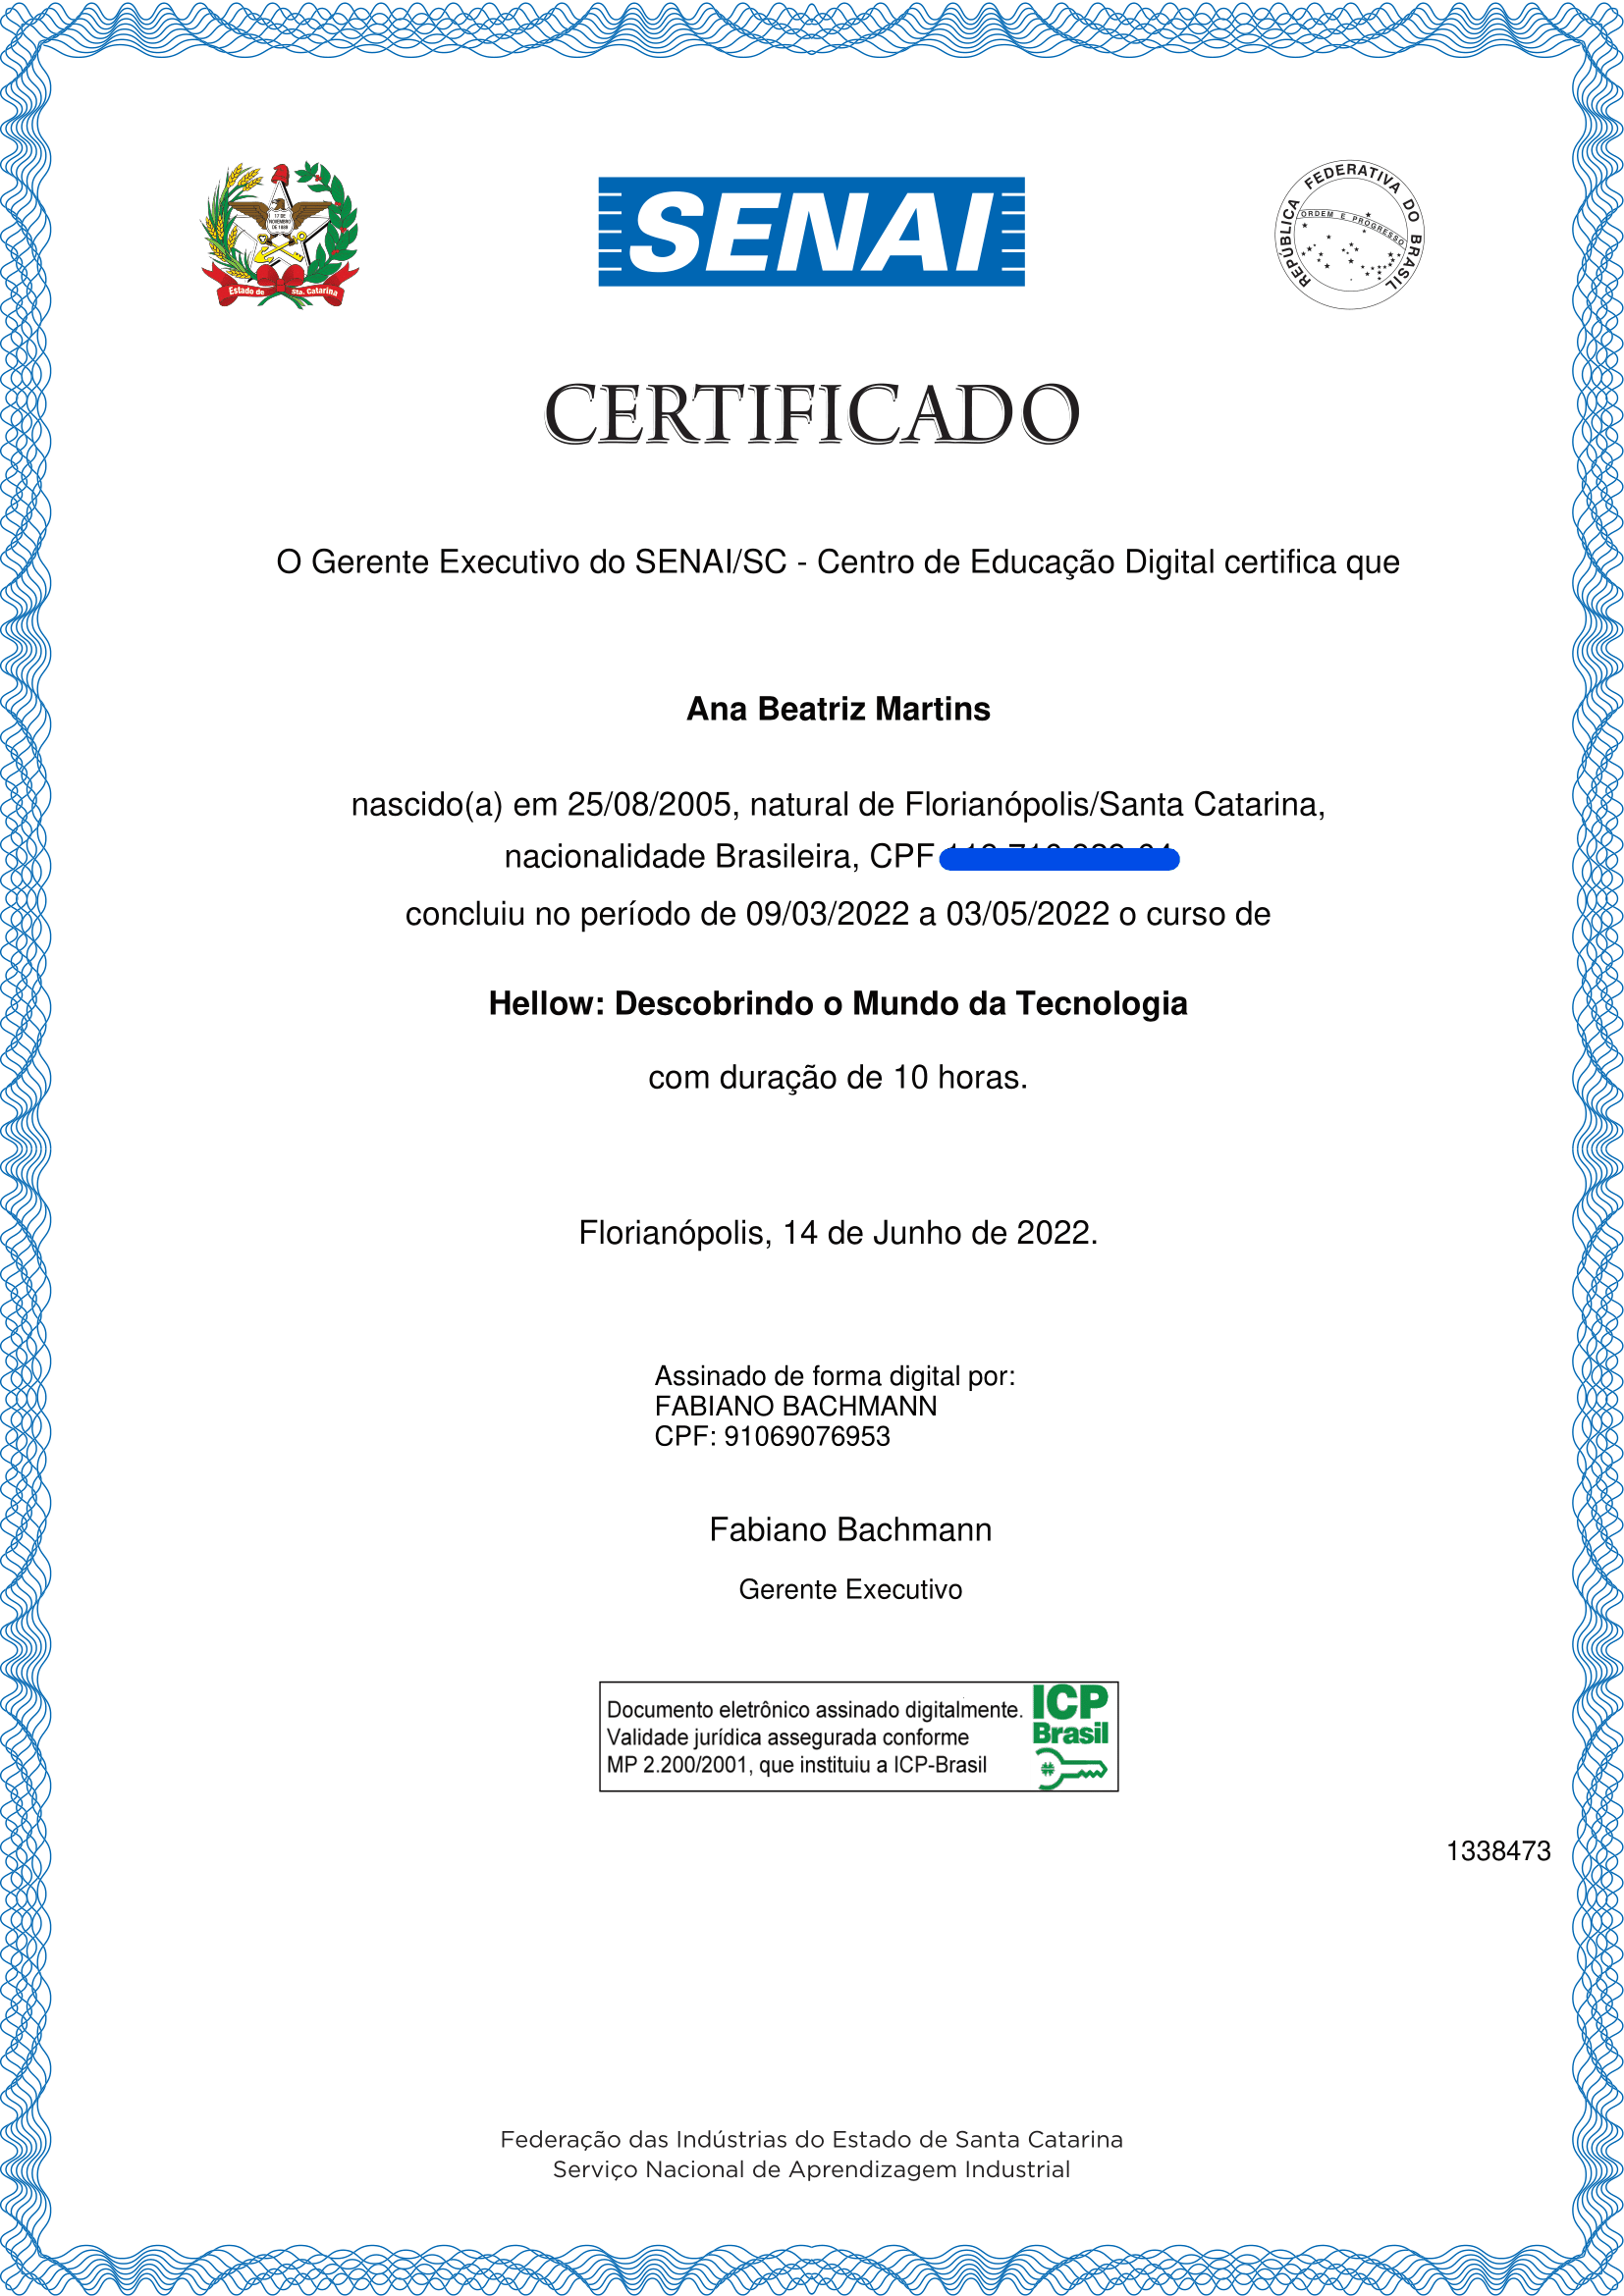 17 DE
NOVEMBRO
DE 1889
Estado de Sta. Catarina
SENAI
REPÚBLICA FEDERATIVA DO BRASIL
ORDEM E PROGRESSO
CERTIFICADO
O Gerente Executivo do SENAI/SC - Centro de Educação Digital certifica que
Ana Beatriz Martins
nascido(a) em 25/08/2005, natural de Florianópolis/Santa Catarina,
nacionalidade Brasileira, CPF
concluiu no período de 09/03/2022 a 03/05/2022 o curso de
Hellow: Descobrindo o Mundo da Tecnologia
com duração de 10 horas.
Florianópolis, 14 de Junho de 2022.
Assinado de forma digital por:
FABIANO BACHMANN
CPF: 91069076953
Fabiano Bachmann
Gerente Executivo
Documento eletrônico assinado digitalmente.
Validade jurídica assegurada conforme
MP 2.200/2001, que instituiu a ICP-Brasil
ICP
Brasil
1338473
Federação das Indústrias do Estado de Santa Catarina
Serviço Nacional de Aprendizagem Industrial